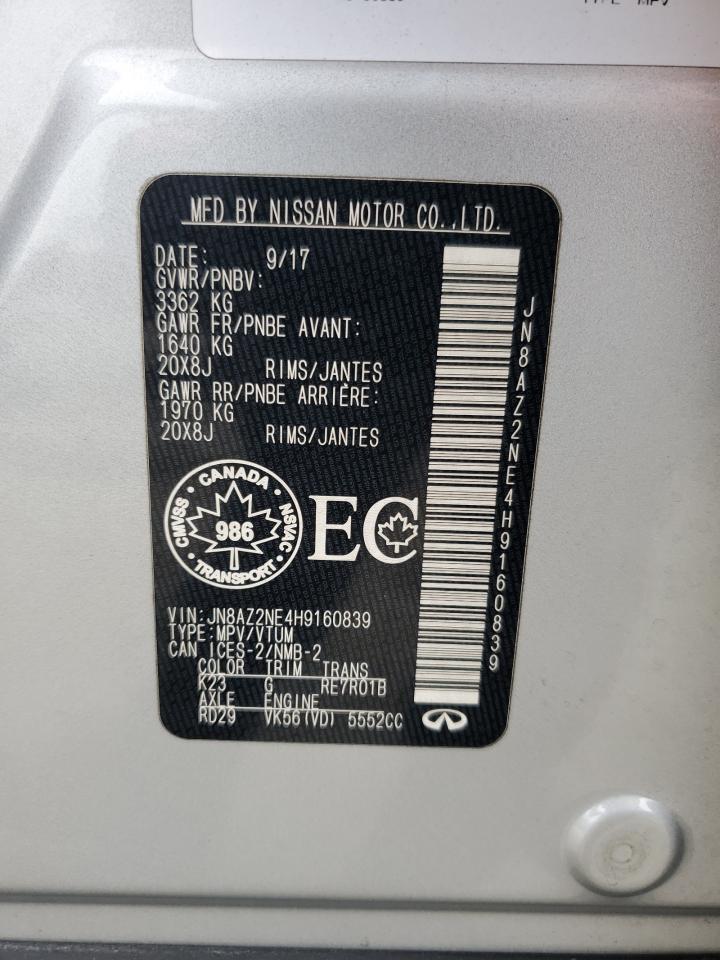 TYPE MPV
MFD BY NISSAN MOTOR CO.,LTD.
DATE: 9/17
GVWR/PNBV:
3362 KG
GAWR FR/PNBE AVANT:
1640 KG
20X8J RIMS/JANTES
GAWR RR/PNBE ARRIÈRE:
1970 KG
20X8J RIMS/JANTES
JN8AZ2NE4H9160839
CANADA
CMVSS
986
NSVAC
TRANSPORT
EC
VIN:JN8AZ2NE4H9160839
TYPE:MPV/VTUM
CAN ICES-2/NMB-2
COLOR TRIM TRANS
K23 G RE7R01B
AXLE ENGINE
RD29 VK56(VD) 5552CC